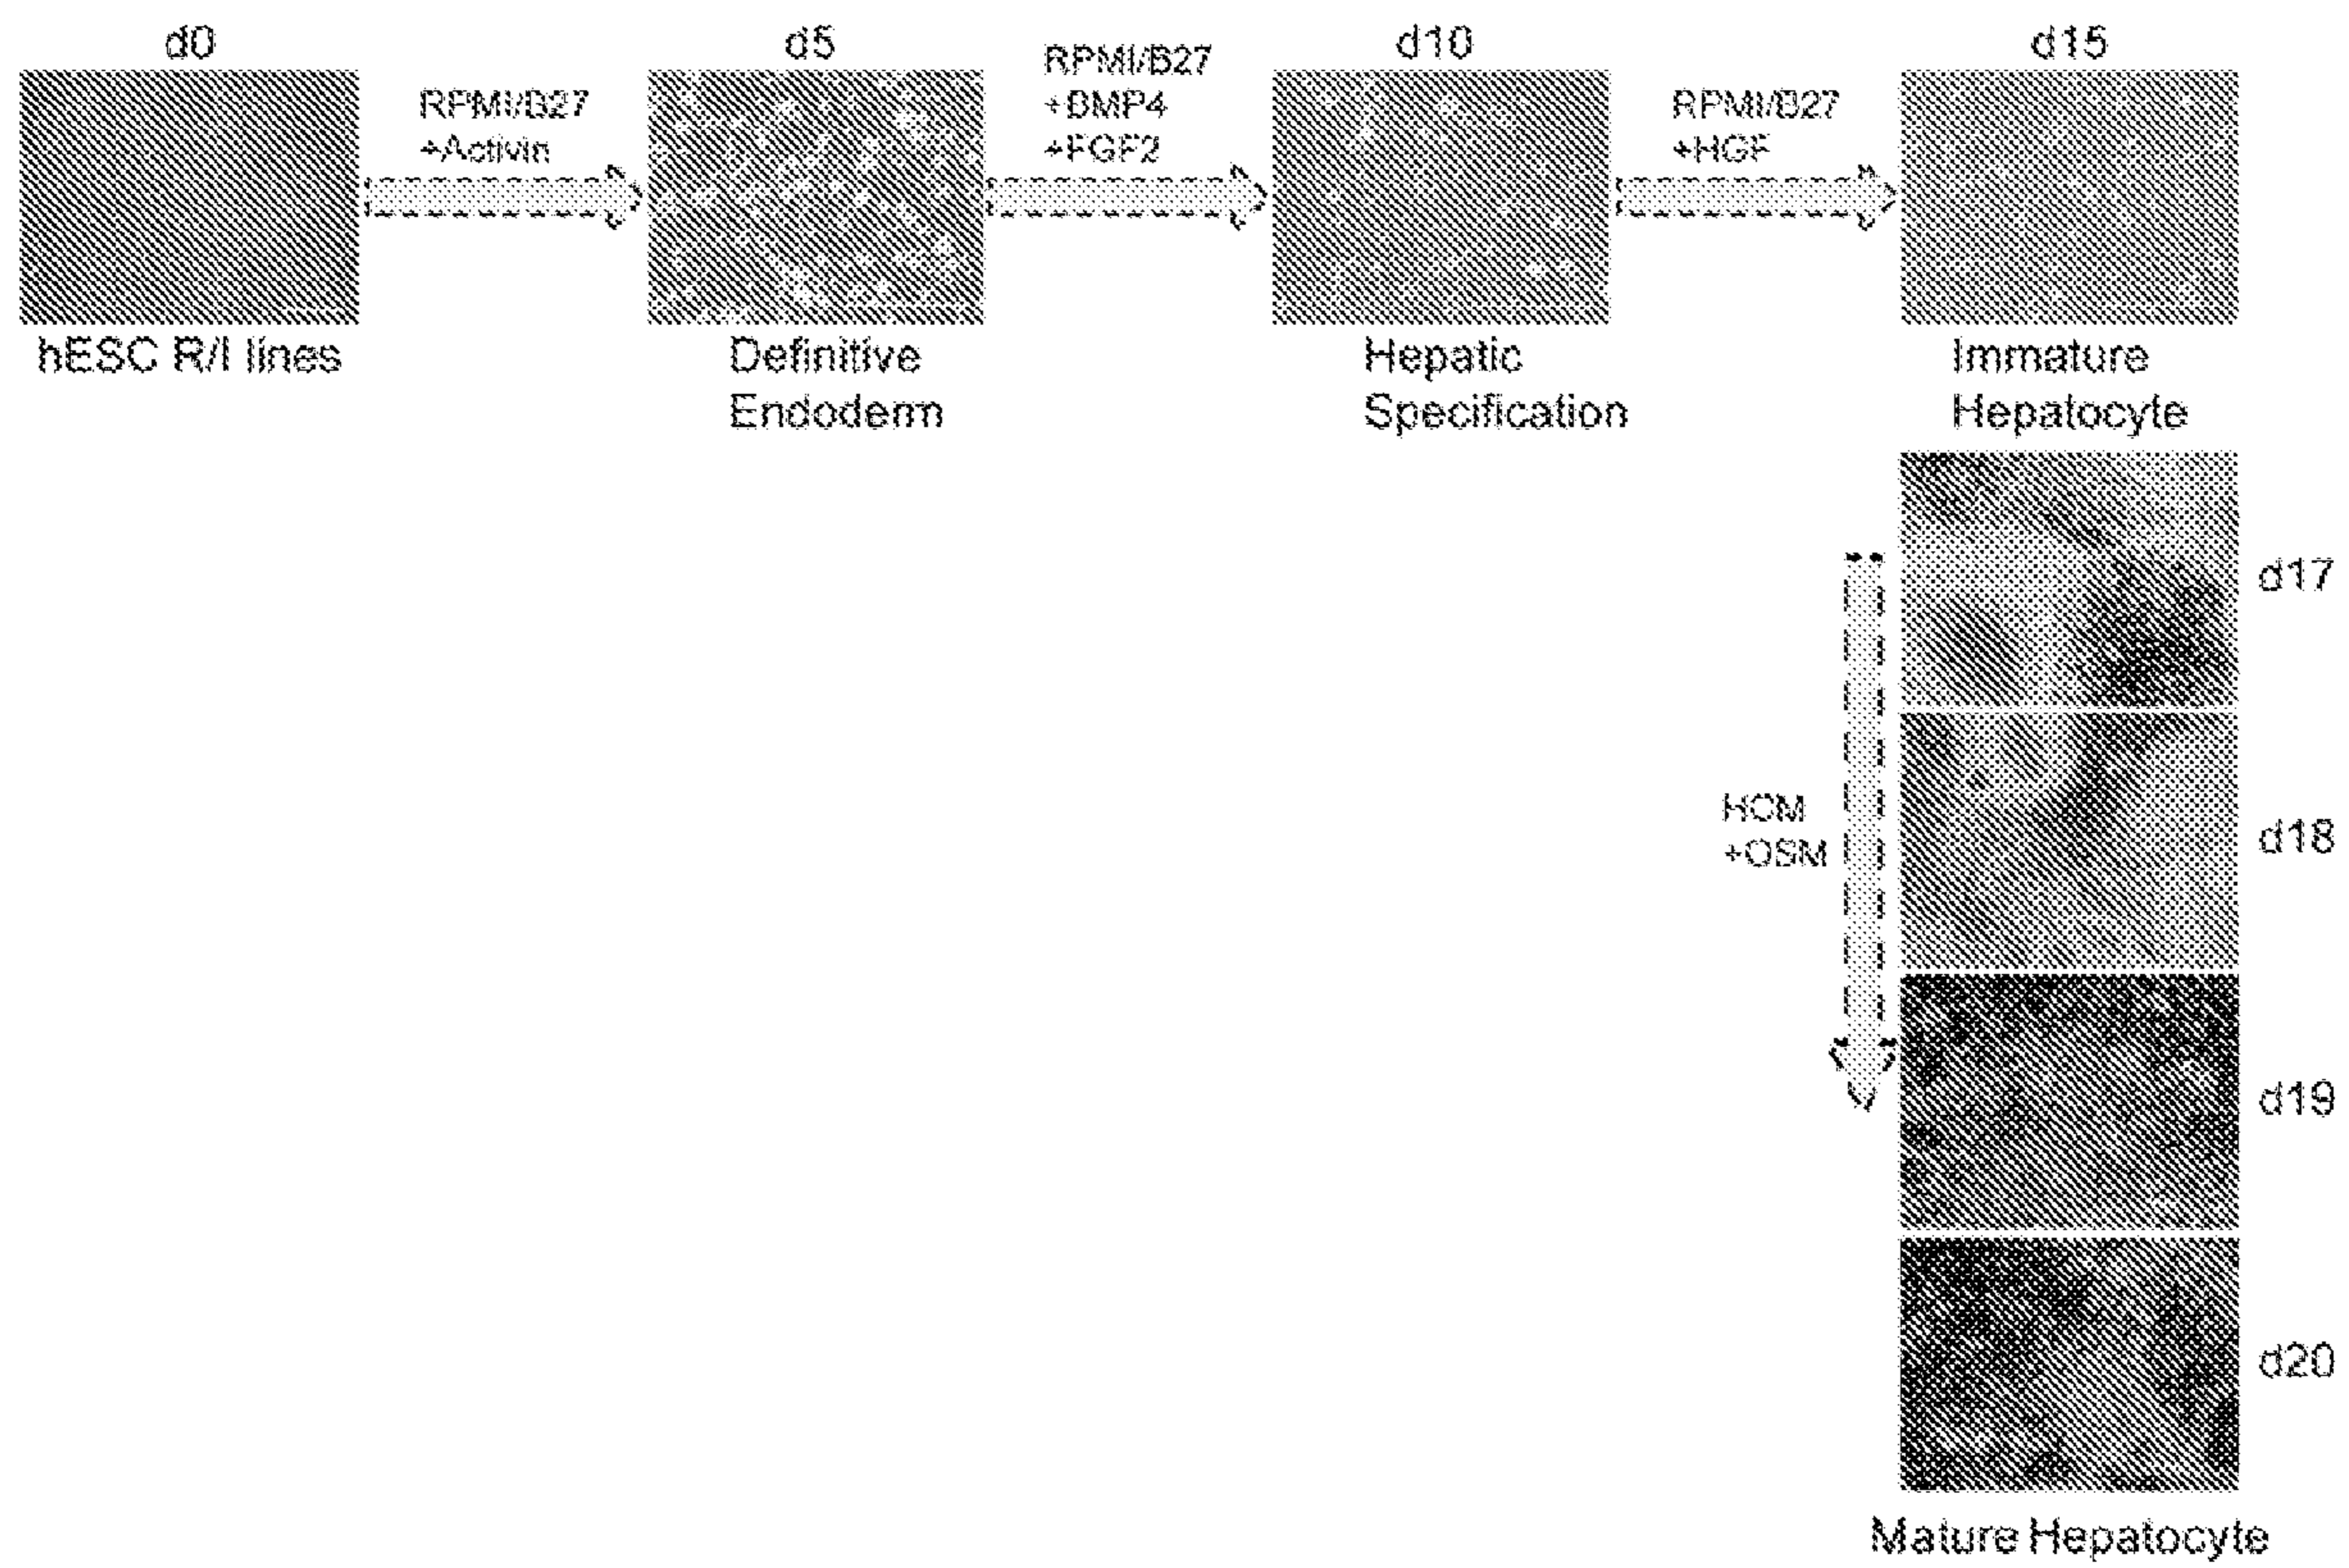 d0
d5
d10
d15
RPMI/B27
+Activin
RPMI/B27
+BMP4
+FGF2
RPMI/B27
+HGF
hESC R/I lines
Definitive
Endoderm
Hepatic
Specification
Immature
Hepatocyte
d17
HCM
+OSM
d18
d19
d20
Mature Hepatocyte